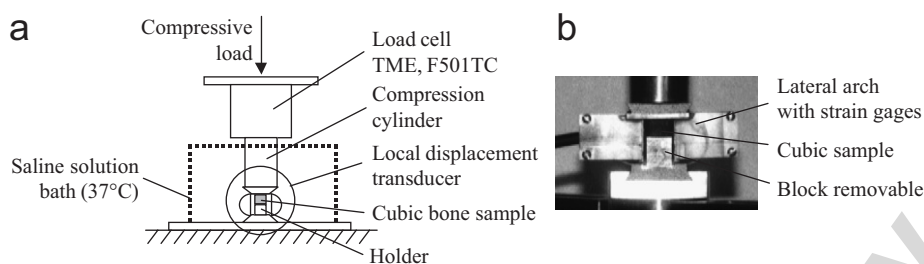 a
Compressive
load
Load cell
TME, F501TC
Compression
cylinder
Saline solution
bath (37°C)
Local displacement
transducer
Cubic bone sample
Holder
b
Lateral arch
with strain gages
Cubic sample
Block removable